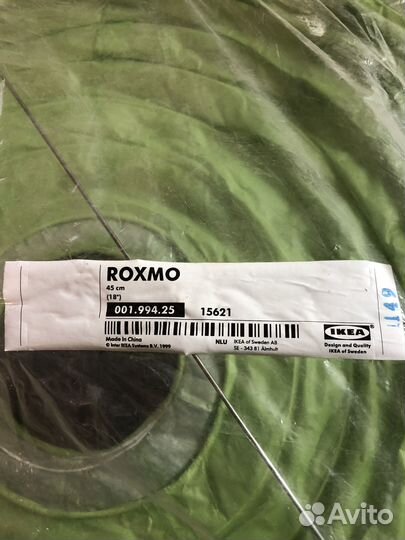 ROXMO
45 cm
(18")
001.994.25 15621
Made in China
© Inter IKEA Systems B.V. 1999
NLU
IKEA of Sweden AB
SE - 343 81 Älmhult
IKEA
Design and Quality
IKEA of Sweden
149
Avito